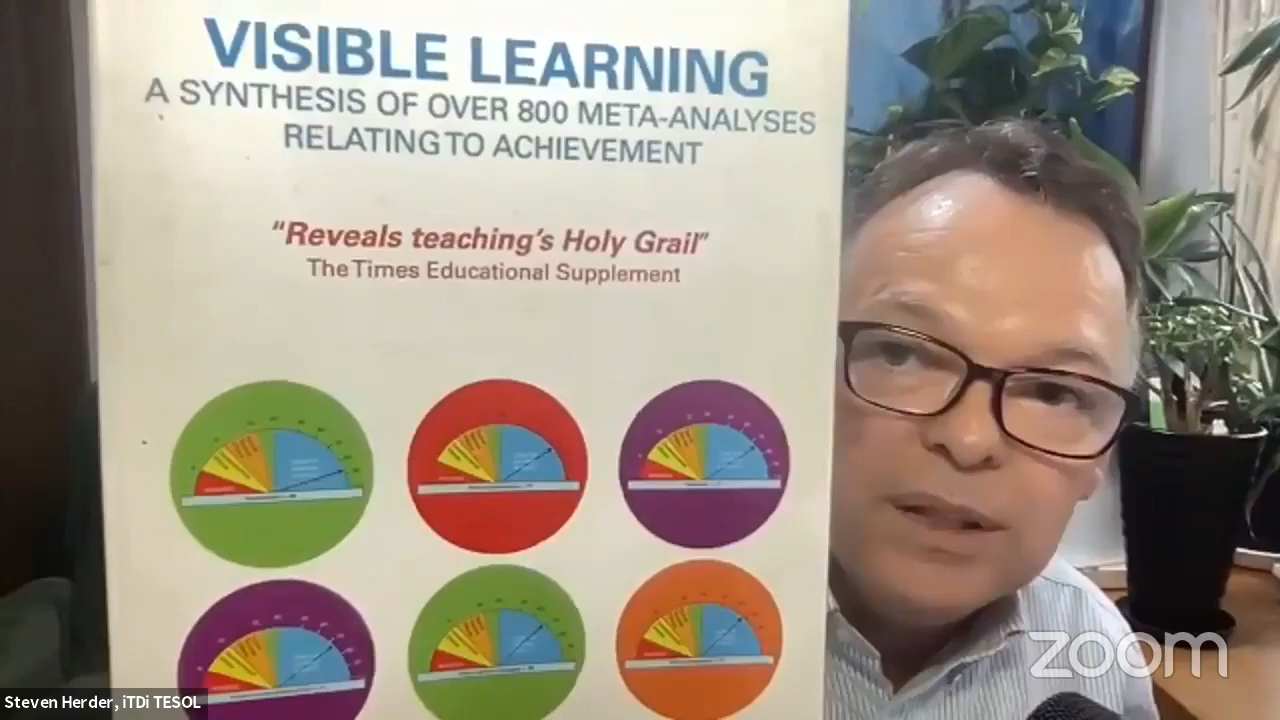 VISIBLE LEARNING
A SYNTHESIS OF OVER 800 META-ANALYSES
RELATING TO ACHIEVEMENT
"Reveals teaching's Holy Grail"
The Times Educational Supplement
zoom
Steven Herder, iTDi TESOL